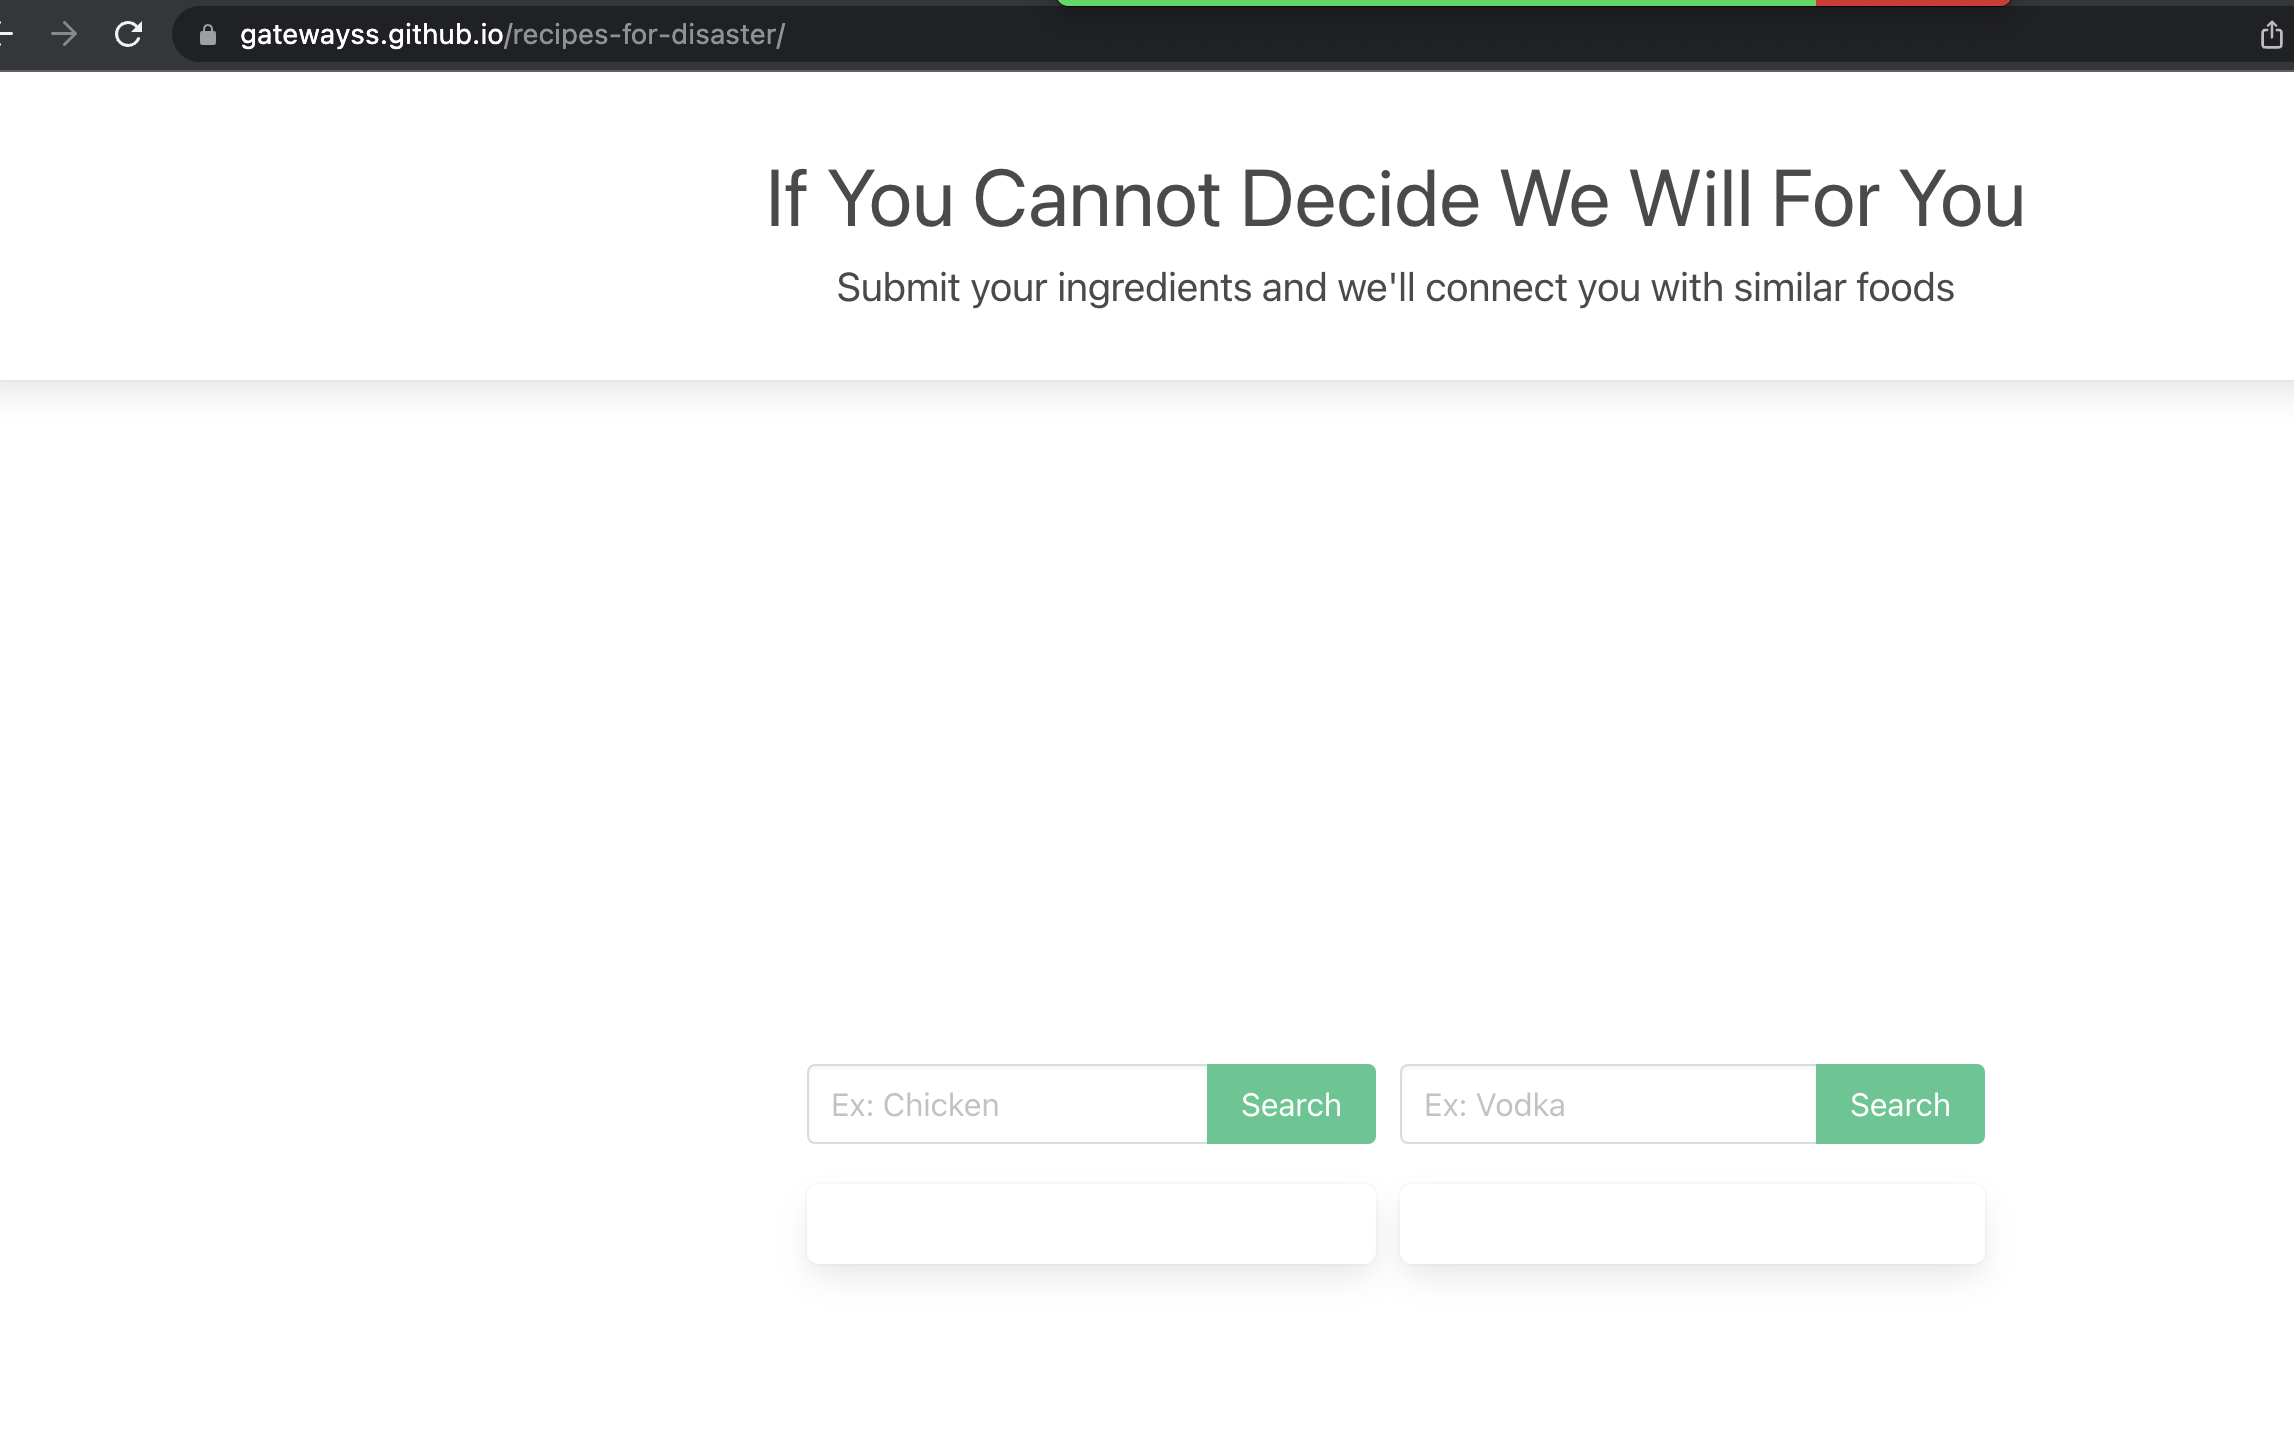 gatewayss.github.io/recipes-for-disaster/
If You Cannot Decide We Will For You
Submit your ingredients and we'll connect you with similar foods
Ex: Chicken Search Ex: Vodka Search